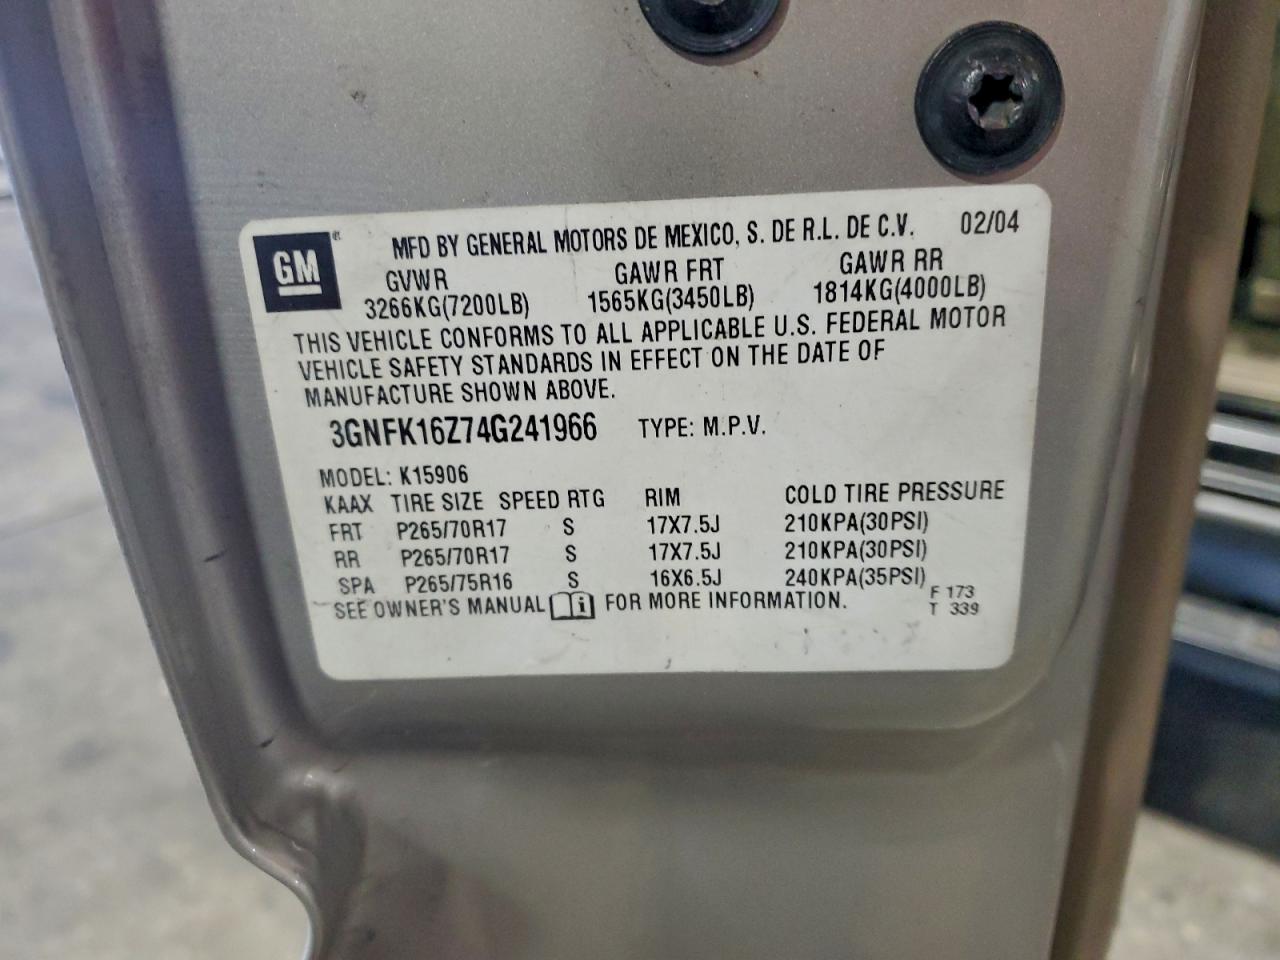 GM
MFD BY GENERAL MOTORS DE MEXICO, S. DE R.L. DE C.V. 02/04
GVWR GAWR FRT GAWR RR
3266KG(7200LB) 1565KG(3450LB) 1814KG(4000LB)
THIS VEHICLE CONFORMS TO ALL APPLICABLE U.S. FEDERAL MOTOR
VEHICLE SAFETY STANDARDS IN EFFECT ON THE DATE OF
MANUFACTURE SHOWN ABOVE.
3GNFK16Z74G241966 TYPE: M.P.V.
MODEL: K15906
KAAX TIRE SIZE SPEED RTG RIM COLD TIRE PRESSURE
FRT P265/70R17 S 17X7.5J 210KPA(30PSI)
RR P265/70R17 S 17X7.5J 210KPA(30PSI)
SPA P265/75R16 S 16X6.5J 240KPA(35PSI)
SEE OWNER'S MANUAL i FOR MORE INFORMATION. F 173
T 339